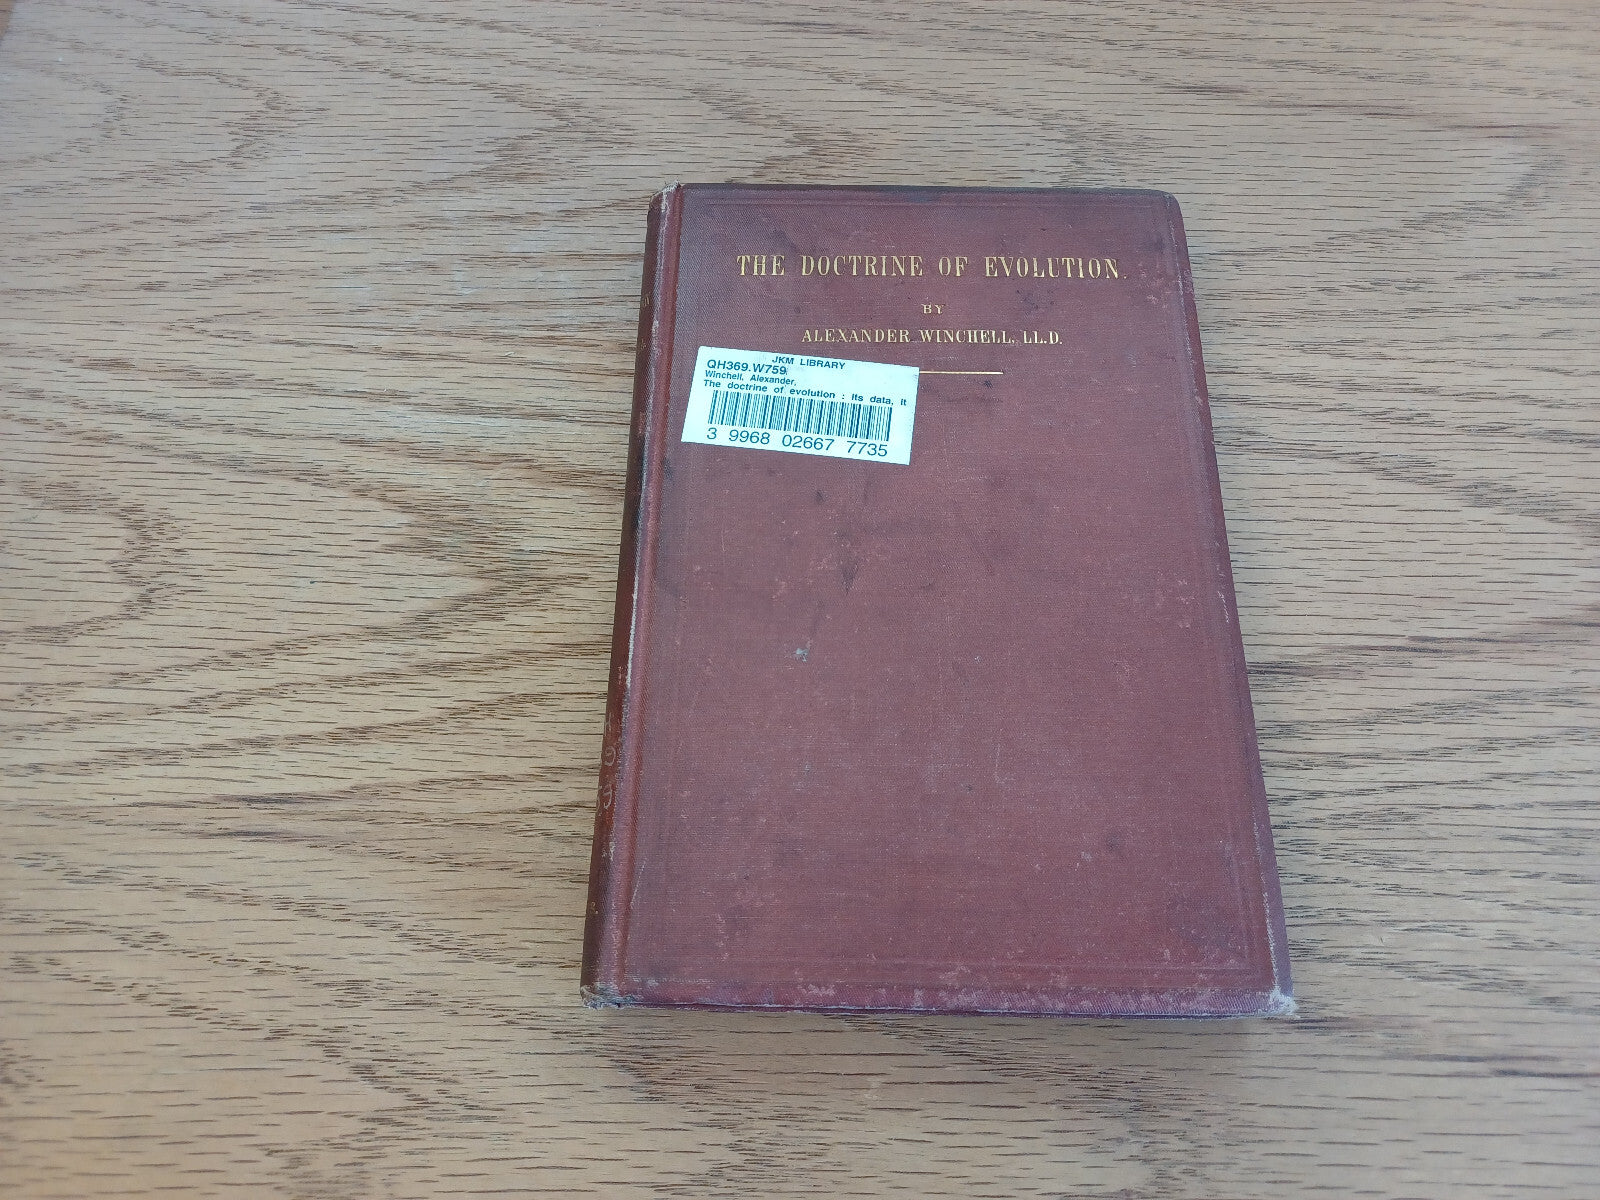 THE DOCTRINE OF EVOLUTION.
BY
ALEXANDER WINCHELL, LL.D.
JKM LIBRARY
QH369.W759
Winchell, Alexander,
The doctrine of evolution : its data, it
3 9968 02667 7735